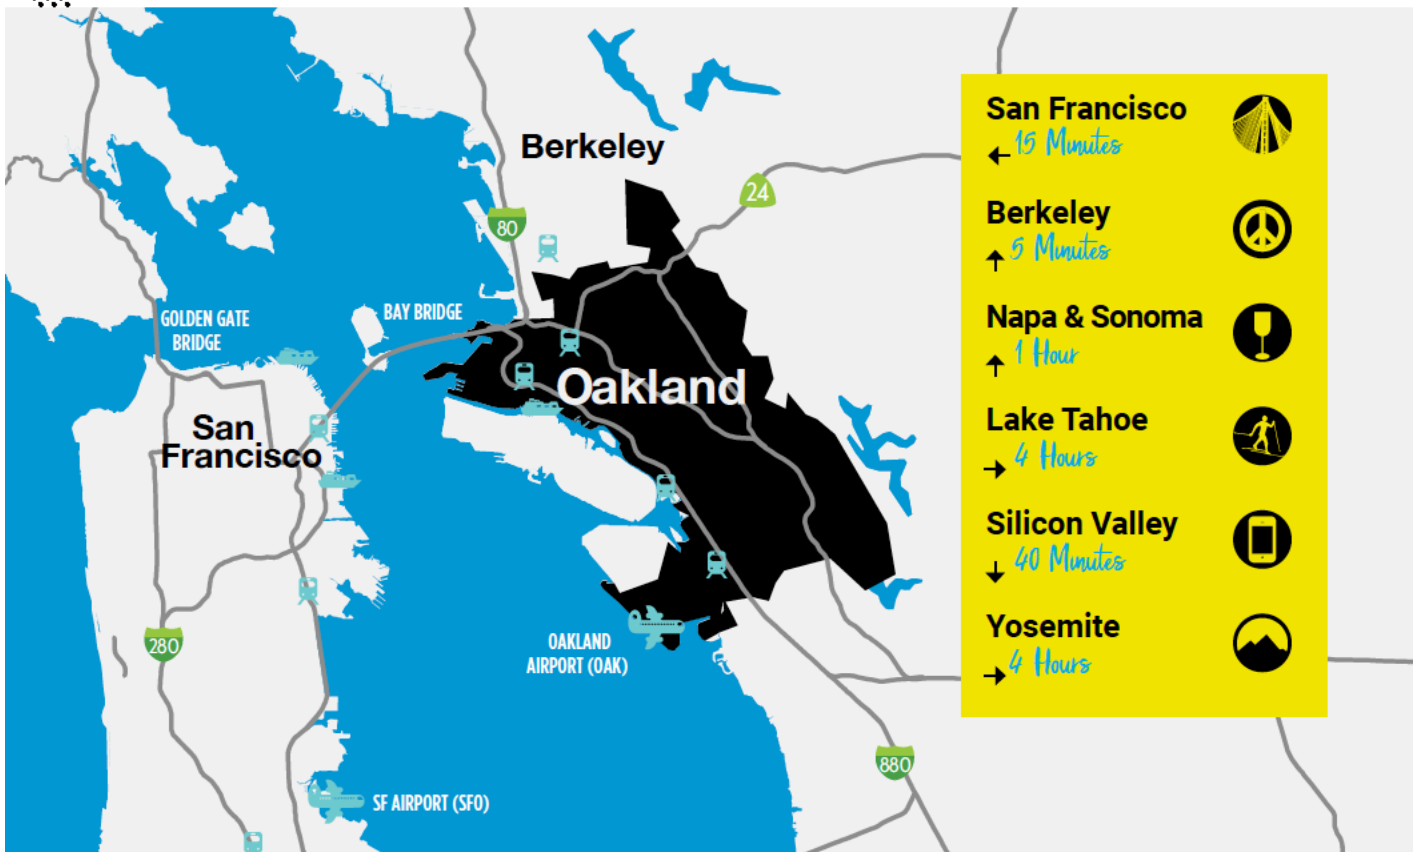 Berkeley
80
24
GOLDEN GATE
BRIDGE
BAY BRIDGE
Oakland
San
Francisco
280
OAKLAND
AIRPORT (OAK)
880
SF AIRPORT (SFO)
San Francisco
15 Minutes
Berkeley
5 Minutes
Napa & Sonoma
1 Hour
Lake Tahoe
4 Hours
Silicon Valley
40 Minutes
Yosemite
4 Hours